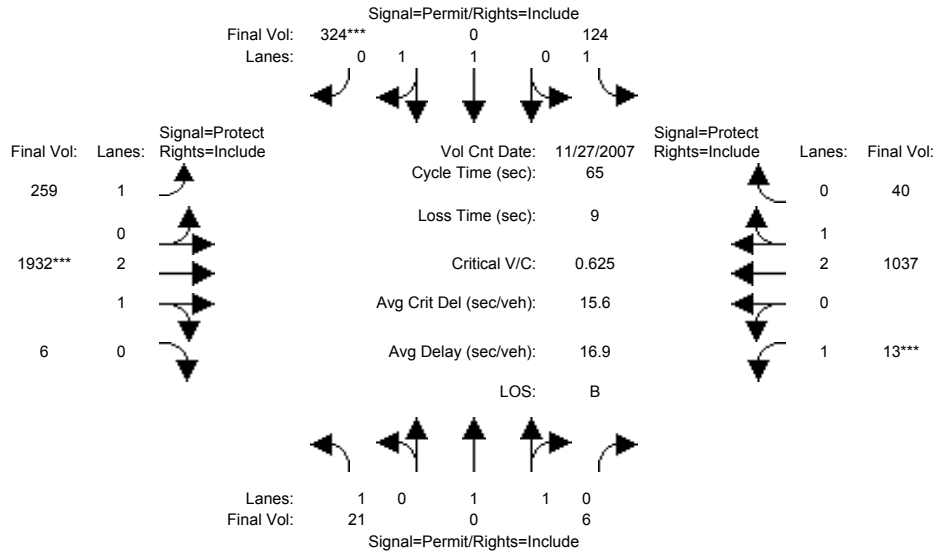 Signal=Permit/Rights=Include
Final Vol: 324*** 0 124
Lanes: 0 1 1 0 1
Signal=Protect Signal=Protect
Final Vol: Lanes: Rights=Include Vol Cnt Date: 11/27/2007 Rights=Include Lanes: Final Vol:
Cycle Time (sec): 65
259 1 0 40
Loss Time (sec): 9
0 1
1932*** 2 Critical V/C: 0.625 2 1037
1 Avg Crit Del (sec/veh): 15.6 0
6 0 Avg Delay (sec/veh): 16.9 1 13***
LOS: B
Lanes: 1 0 1 1 0
Final Vol: 21 0 6
Signal=Permit/Rights=Include